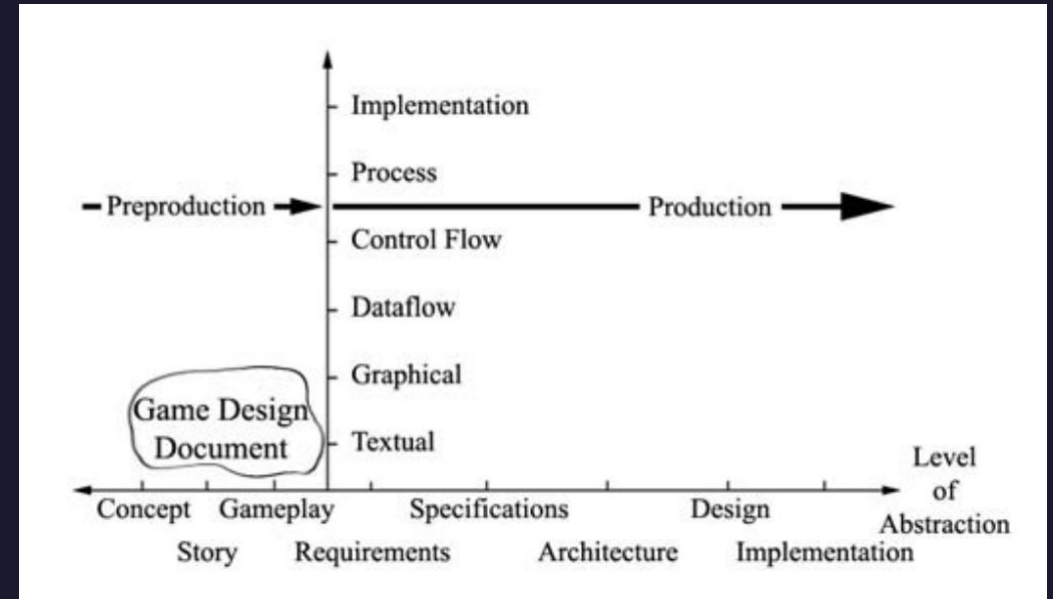 Implementation
Process
Preproduction
Production
Control Flow
Dataflow
Graphical
Game Design
Document
Textual
Level
of
Abstraction
Concept Gameplay Specifications Design
Story Requirements Architecture Implementation